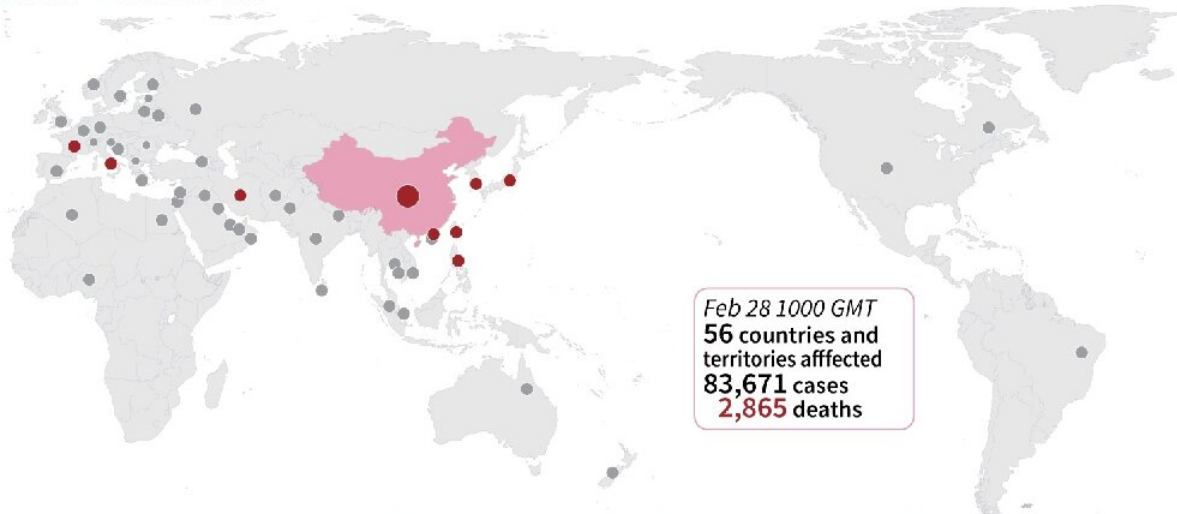 Feb 28 1000 GMT
56 countries and
territories afffected
83,671 cases
2,865 deaths